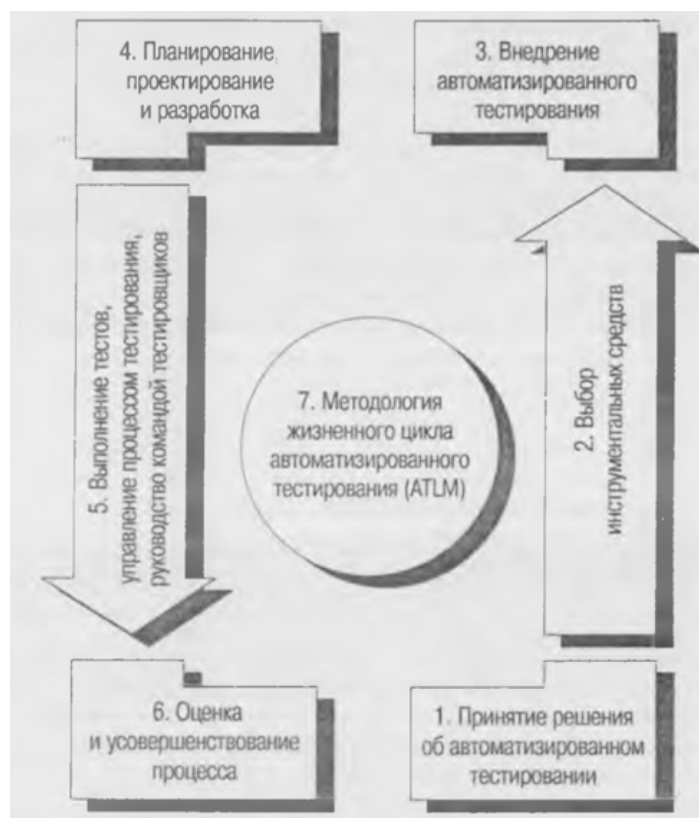 4. Планирование,
проектирование
и разработка
3. Внедрение
автоматизированного
тестирования
5. Выполнение тестов,
управление процессом тестирования,
руководство командой тестировщиков
7. Методология
жизненного цикла
автоматизированного
тестирования (ATLM)
2. Выбор
инструментальных средств
6. Оценка
и усовершенствование
процесса
1. Принятие решения
об автоматизированном
тестировании